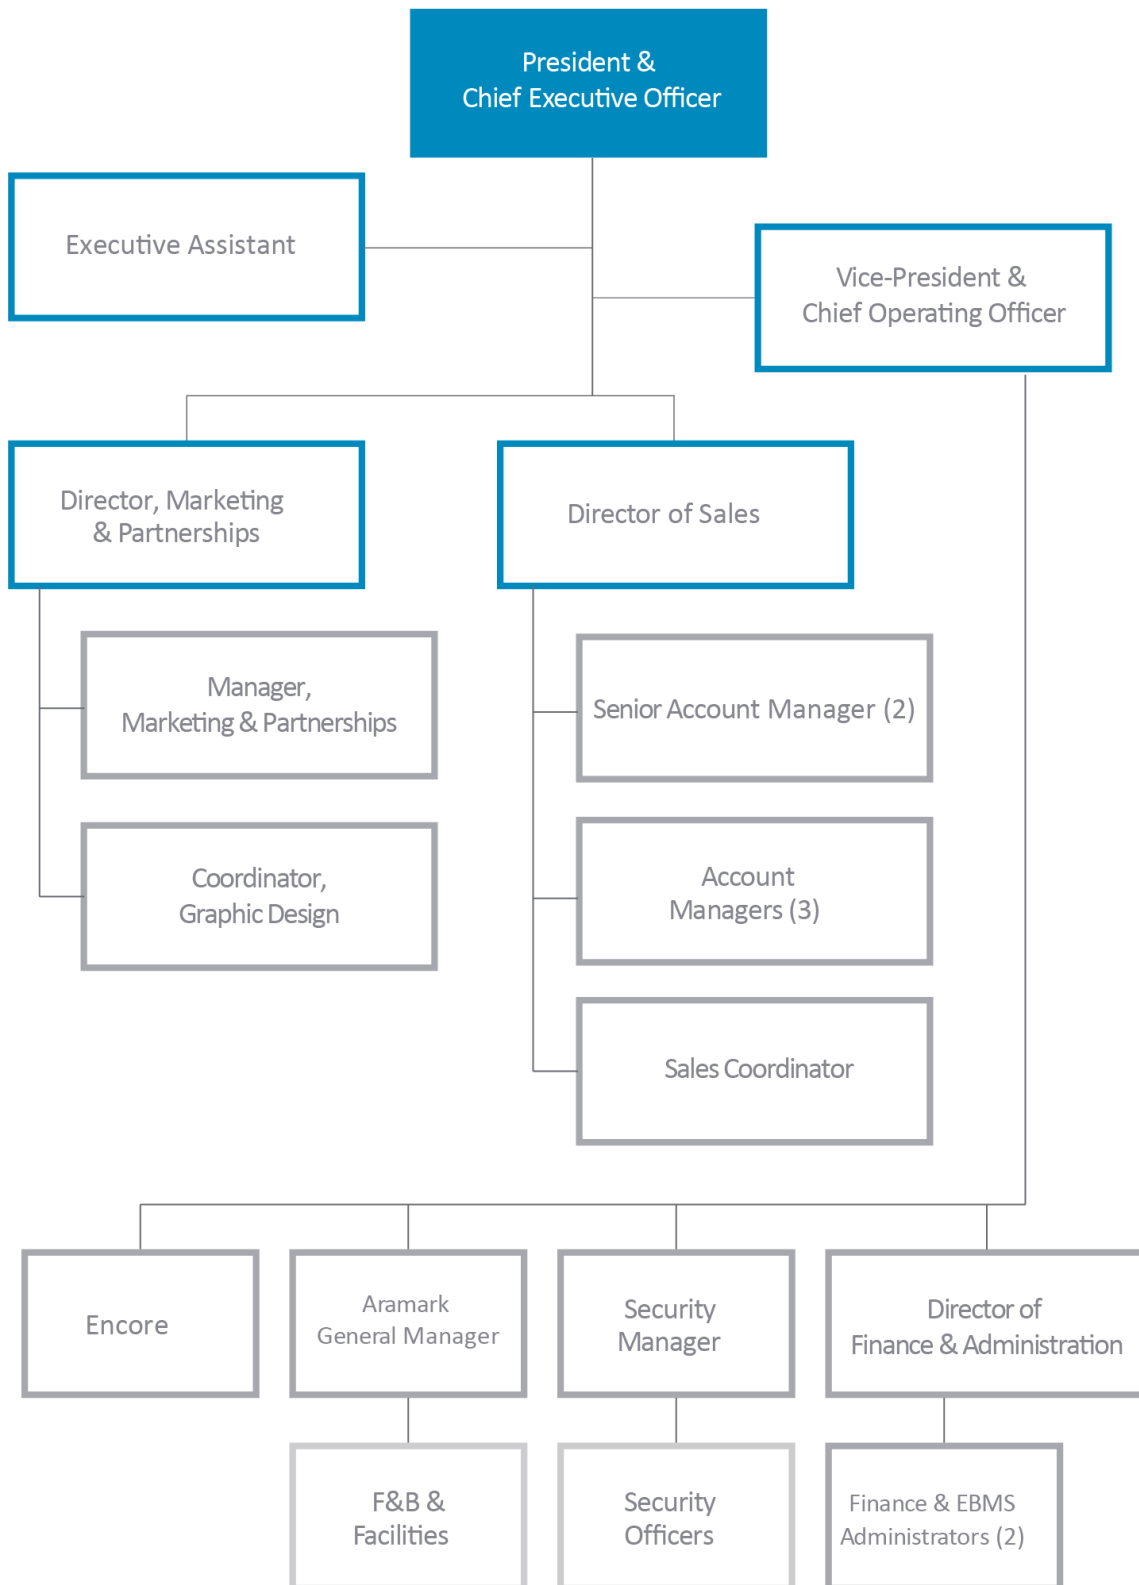 President &
Chief Executive Officer
Executive Assistant
Vice-President &
Chief Operating Officer
Director, Marketing
& Partnerships
Director of Sales
Manager,
Marketing & Partnerships
Senior Account Manager (2)
Coordinator,
Graphic Design
Account
Managers (3)
Sales Coordinator
Encore
Aramark
General Manager
Security
Manager
Director of
Finance & Administration
F&B &
Facilities
Security
Officers
Finance & EBMS
Administrators (2)